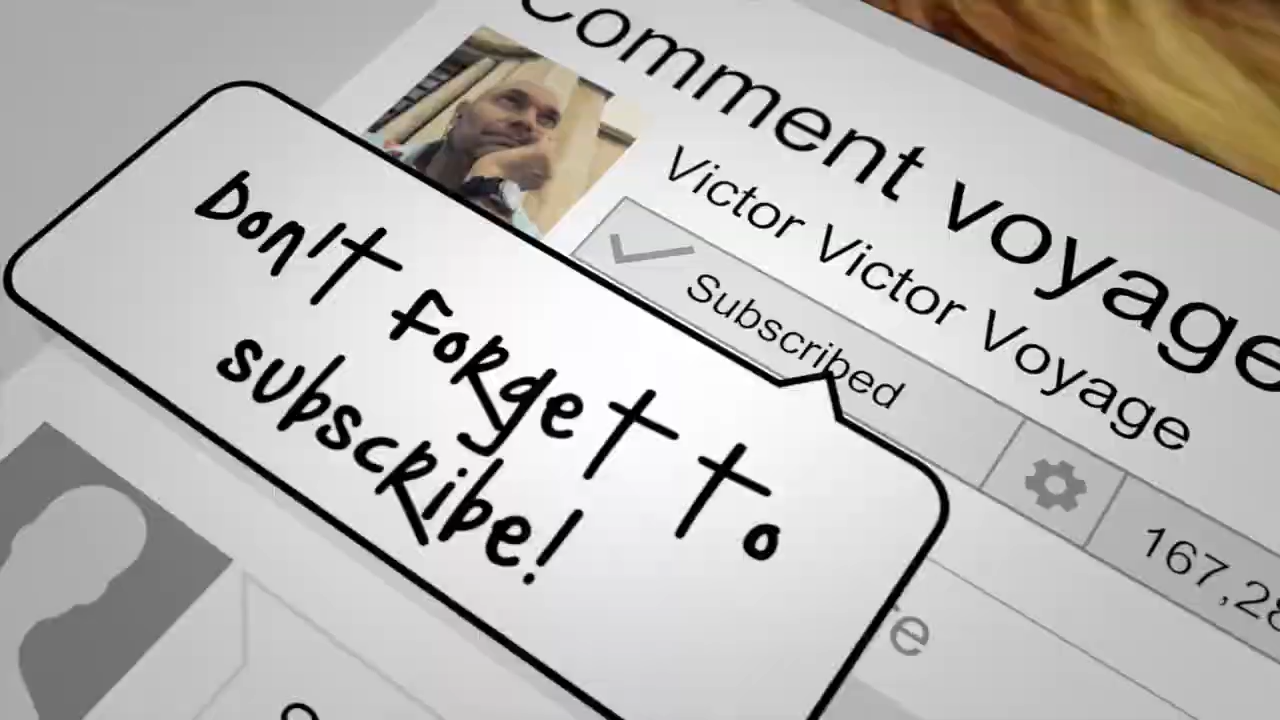 Comment voyage
Victor Victor Voyage
Subscribed
167,28
Don't forget to
subscribe!